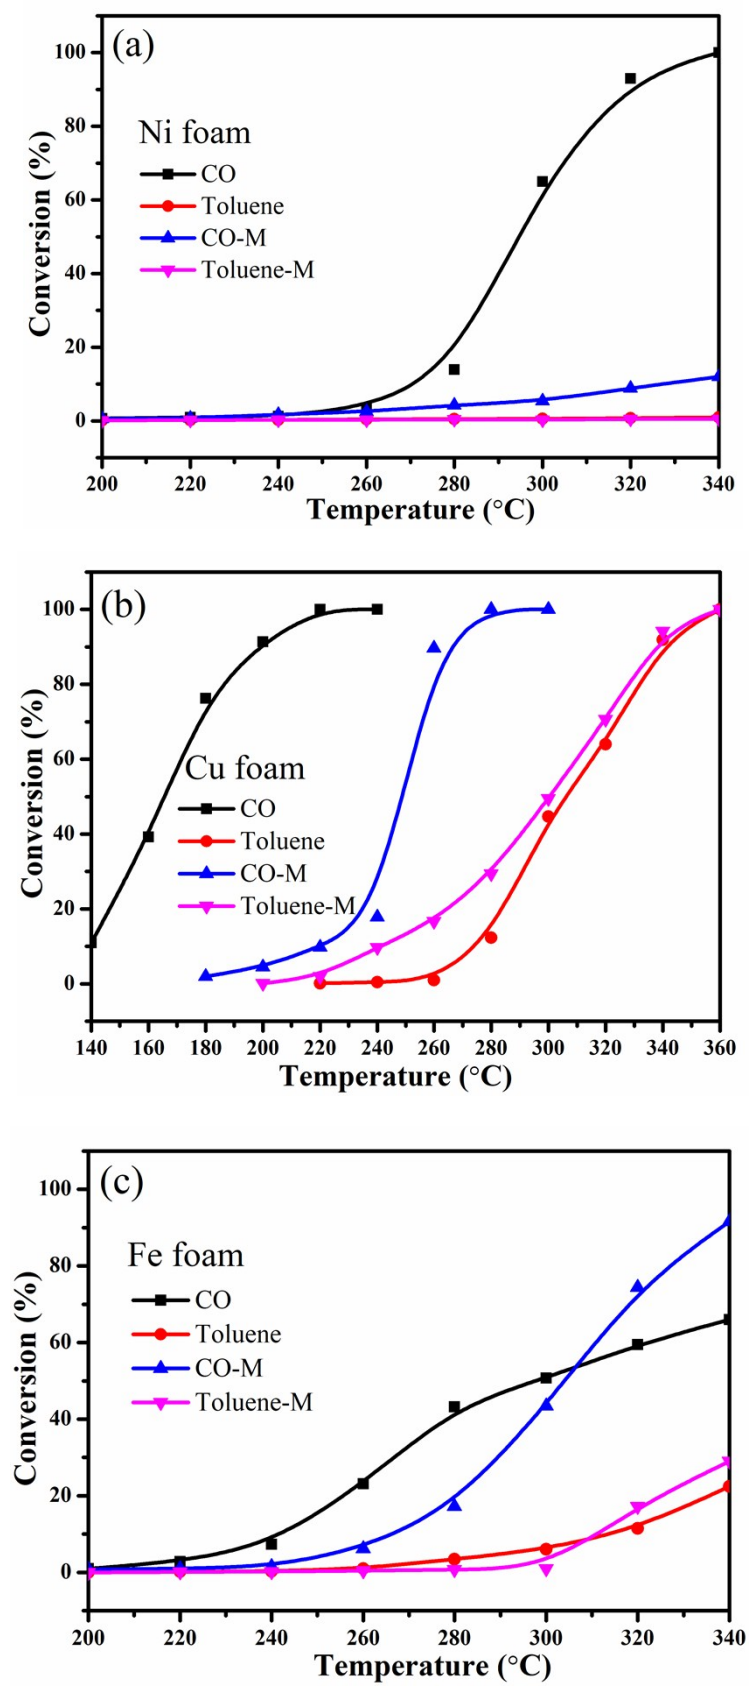 (a)
Ni foam
CO
Toluene
CO-M
Toluene-M
Conversion (%)
100
80
60
40
20
0
200 220 240 260 280 300 320 340
Temperature (°C)
(b)
Cu foam
CO
Toluene
CO-M
Toluene-M
Conversion (%)
100
80
60
40
20
0
140 160 180 200 220 240 260 280 300 320 340 360
Temperature (°C)
(c)
Fe foam
CO
Toluene
CO-M
Toluene-M
Conversion (%)
100
80
60
40
20
0
200 220 240 260 280 300 320 340
Temperature (°C)